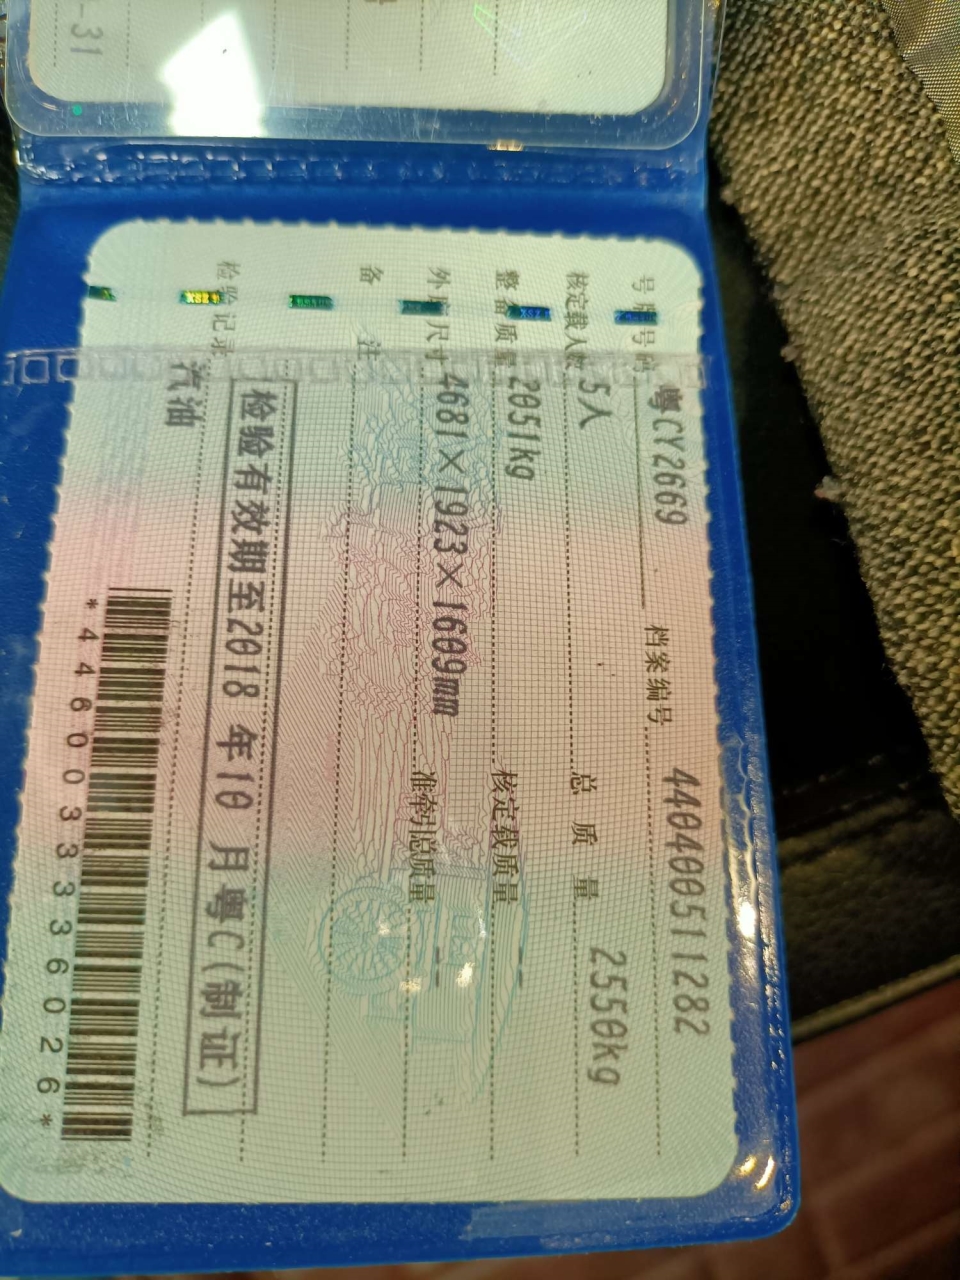 -31
号牌号码 粤CY2669 档案编号 440400511282
核定载人数 5人 总质量 2550kg
整备质量 2051kg 核定载质量 --
外廓尺寸 4681×1923×1609mm 准牵引总质量 --
备注
检验有效期至2018年10月粤C(制证)
检验记录
汽油
*4460033336026*